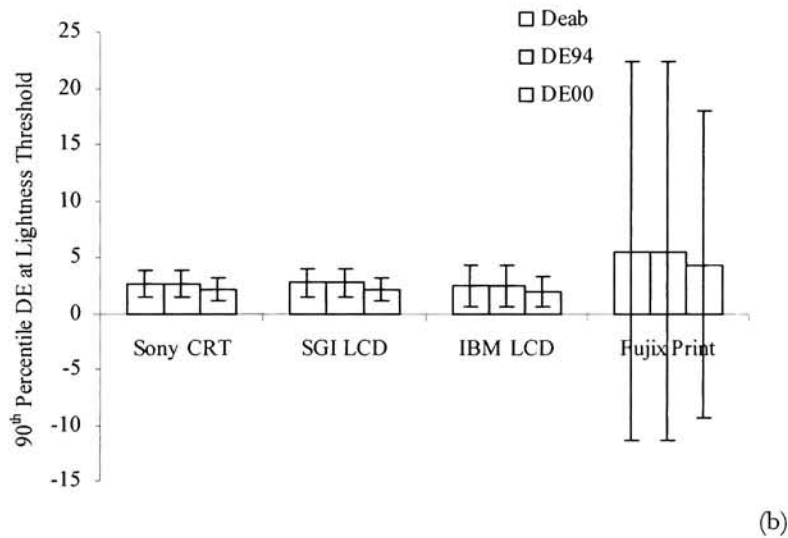 Deab
DE94
DE00
90th Percentile DE at Lightness Threshold
25
20
15
10
5
0
-5
-10
-15
Sony CRT
SGI LCD
IBM LCD
Fujix Print
(b)